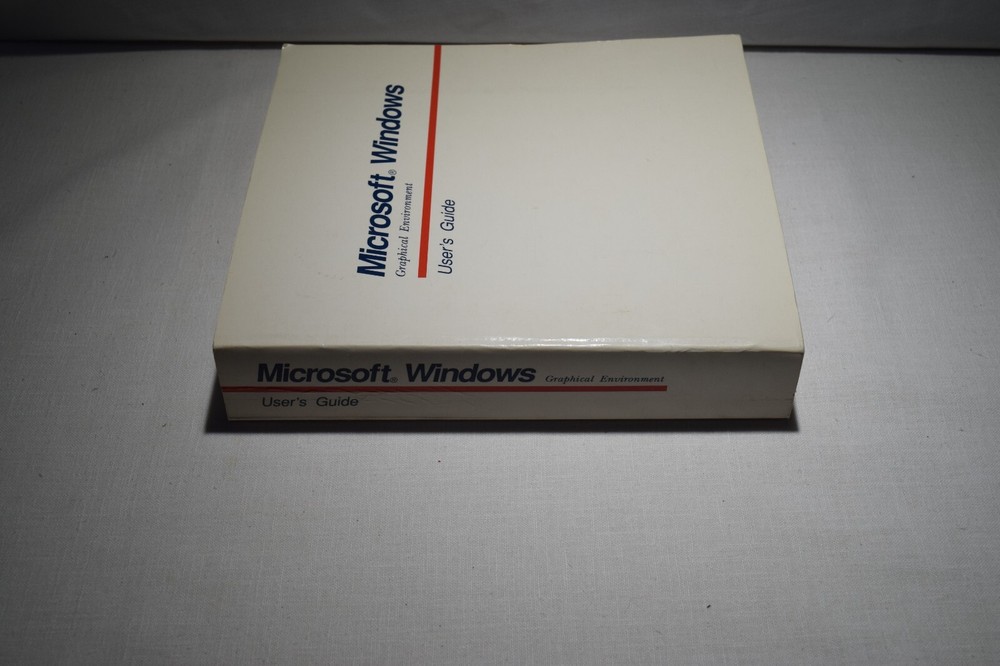 Microsoft® Windows
Graphical Environment
User's Guide
Microsoft® Windows Graphical Environment
User's Guide